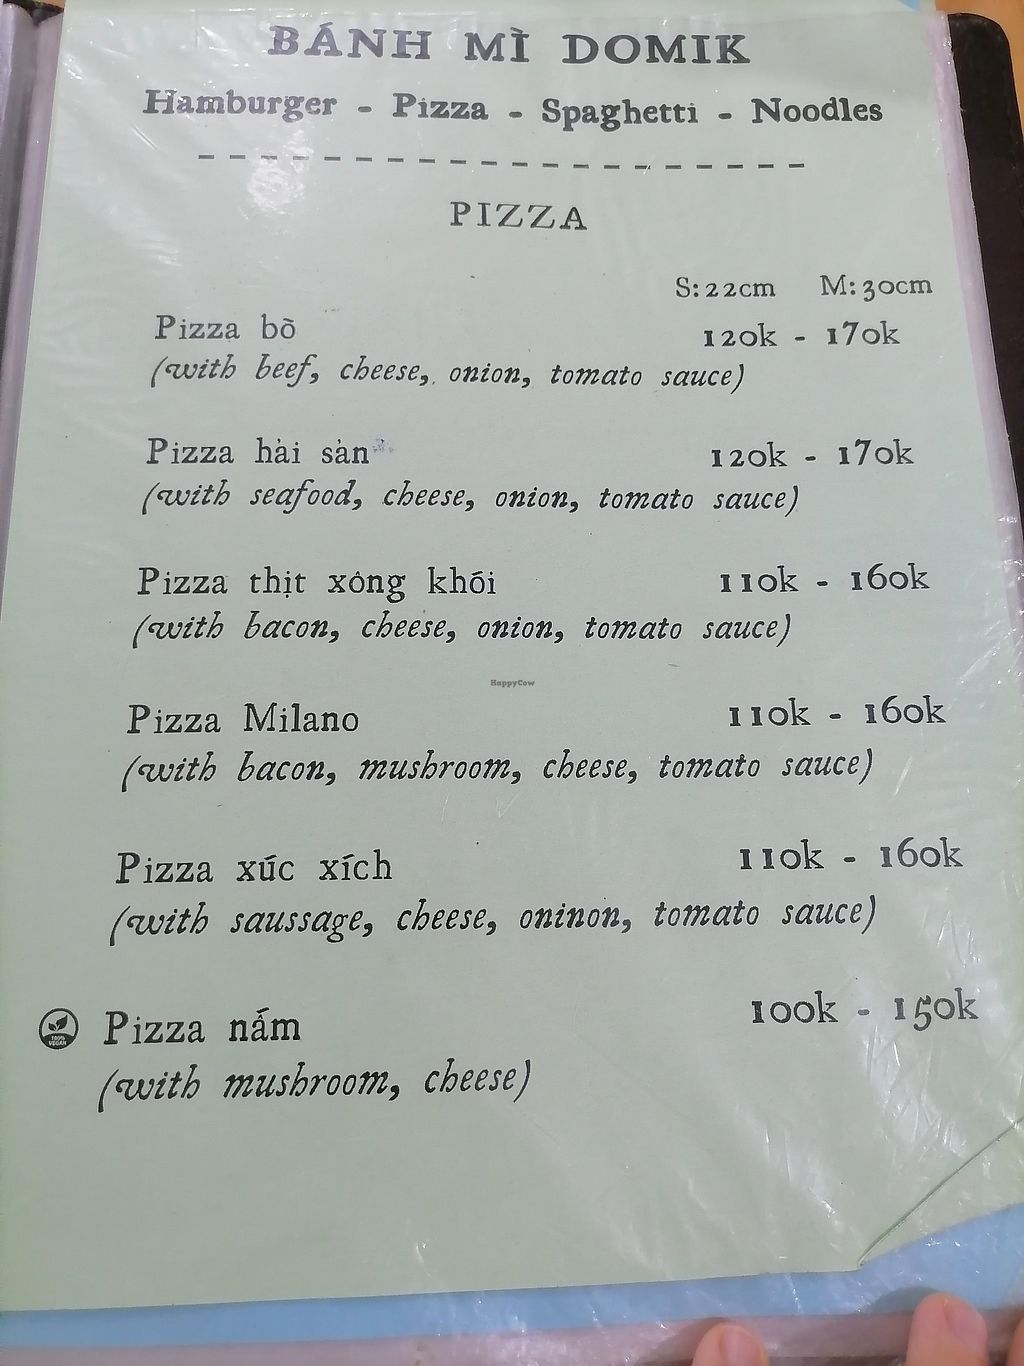 BÁNH MÌ DOMIK
Hamburger - Pizza - Spaghetti - Noodles
PIZZA
S:22cm M:30cm
Pizza bò 120k - 170k
(with beef, cheese, onion, tomato sauce)
Pizza hải sản 120k - 170k
(with seafood, cheese, onion, tomato sauce)
Pizza thịt xông khói 110k - 160k
(with bacon, cheese, onion, tomato sauce)
HappyCow
Pizza Milano 110k - 160k
(with bacon, mushroom, cheese, tomato sauce)
Pizza xúc xích 110k - 160k
(with saussage, cheese, oninon, tomato sauce)
100% VEGAN
Pizza nấm 100k - 150k
(with mushroom, cheese)